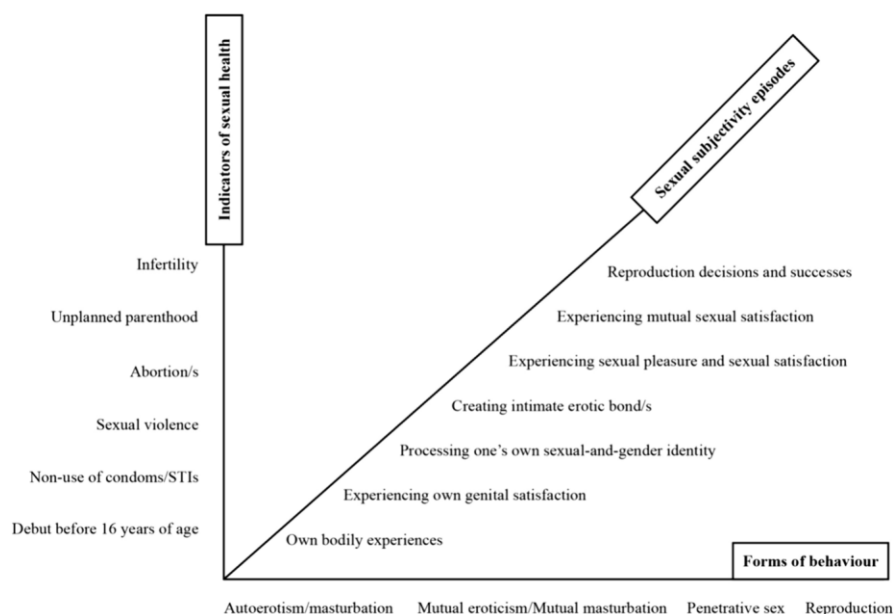 Indicators of sexual health
Sexual subjectivity episodes
Infertility
Reproduction decisions and successes
Unplanned parenthood
Experiencing mutual sexual satisfaction
Experiencing sexual pleasure and sexual satisfaction
Abortion/s
Creating intimate erotic bond/s
Sexual violence
Processing one’s own sexual-and-gender identity
Non-use of condoms/STIs
Experiencing own genital satisfaction
Debut before 16 years of age
Own bodily experiences
Forms of behaviour
Autoerotism/masturbation Mutual eroticism/Mutual masturbation Penetrative sex Reproduction